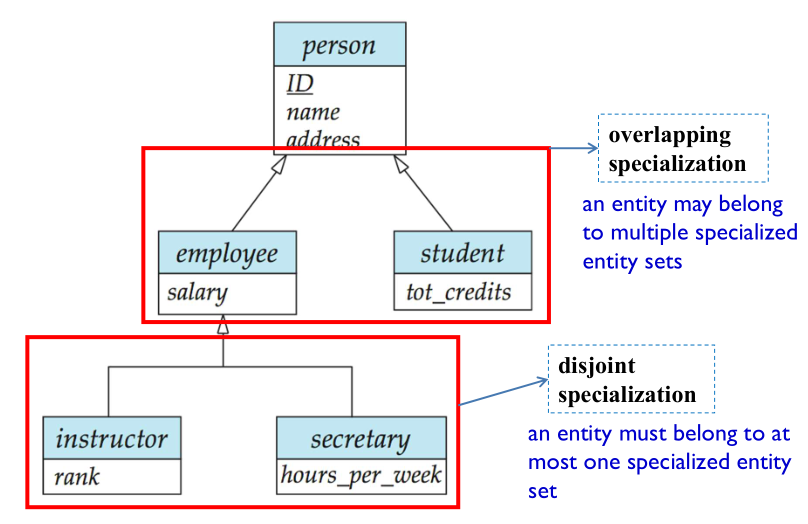 person
ID
name
address
overlapping
specialization
an entity may belong
to multiple specialized
entity sets
employee
salary
student
tot_credits
disjoint
specialization
an entity must belong to at
most one specialized entity
set
instructor
rank
secretary
hours_per_week